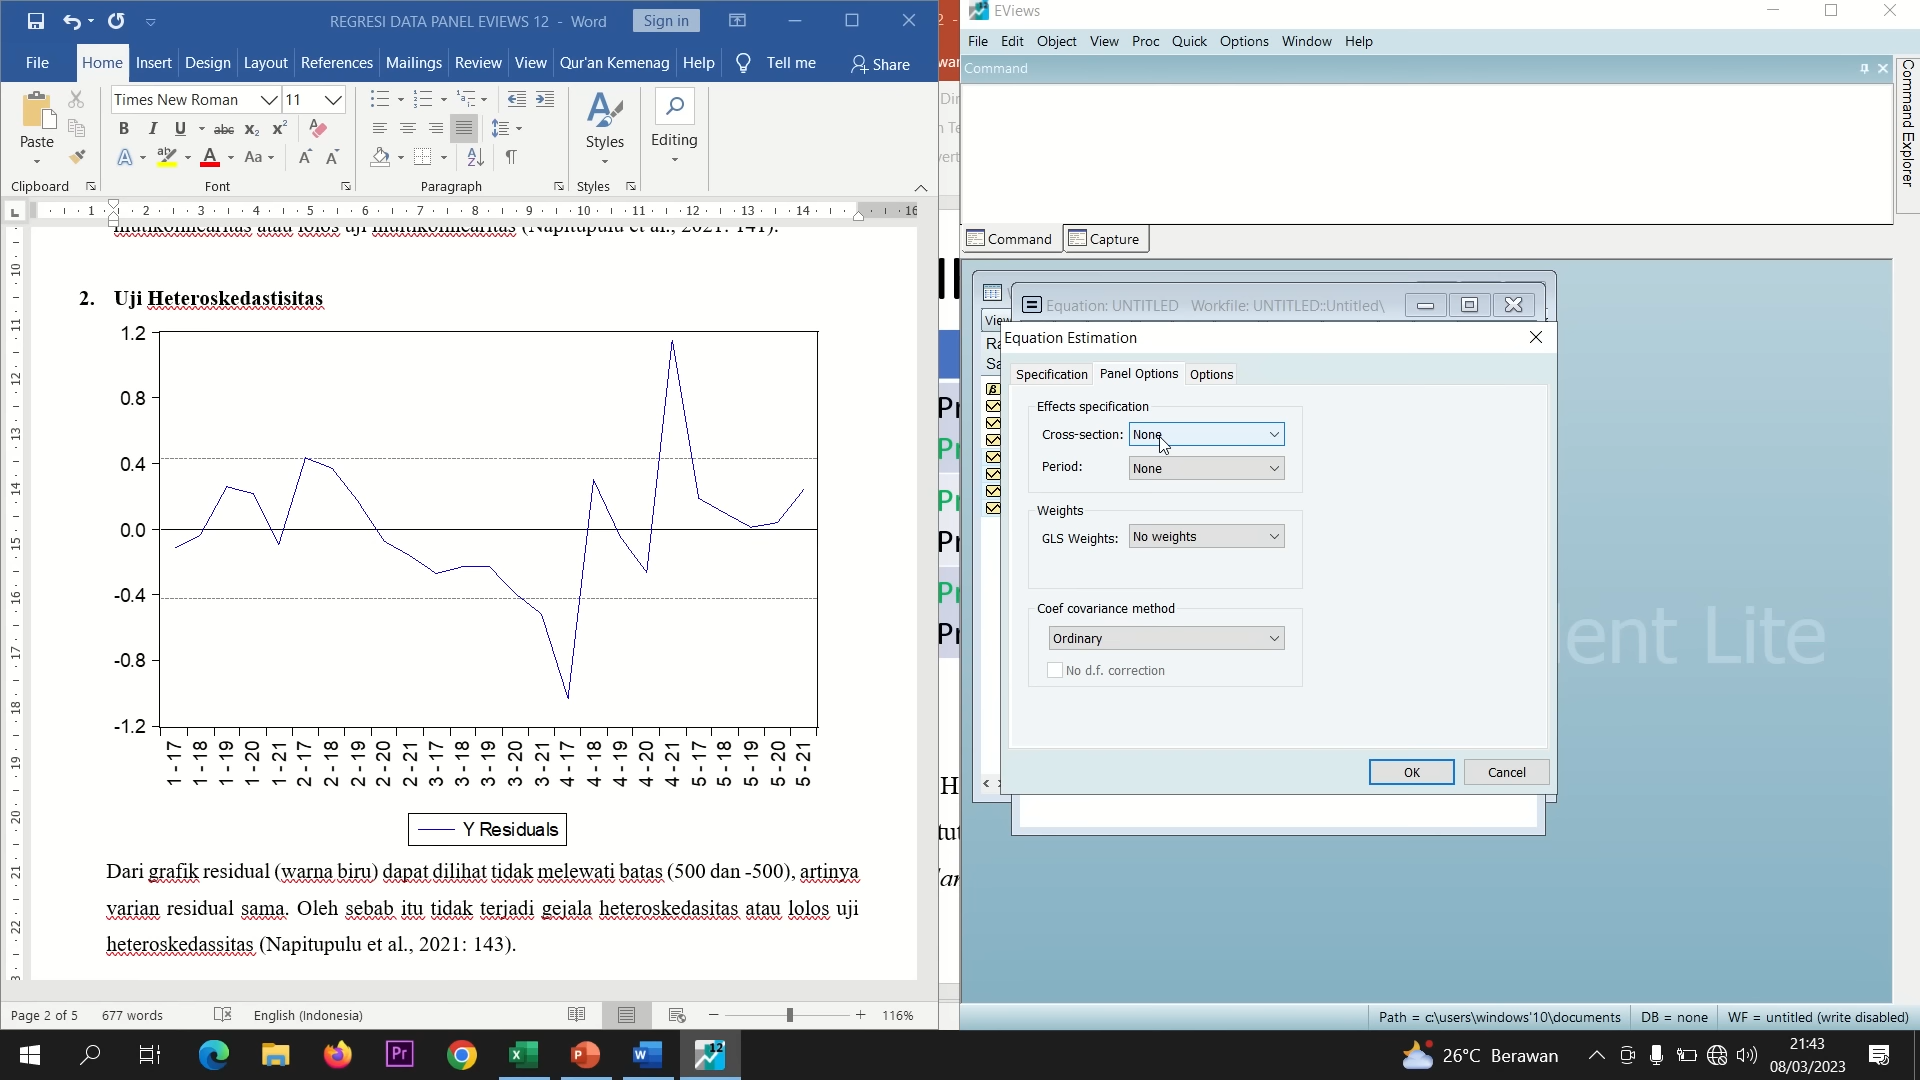 REGRESI DATA PANEL EVIEWS 12 - Word
Sign in
File Home Insert Design Layout References Mailings Review View Qur'an Kemenag Help Tell me Share
Times New Roman 11
Paste
Styles
Editing
Clipboard Font Paragraph Styles
2. Uji Heteroskedastisitas
1.2
0.8
0.4
0.0
-0.4
-0.8
-1.2
1 - 17 1 - 18 1 - 19 1 - 20 1 - 21 2 - 17 2 - 18 2 - 19 2 - 20 2 - 21 3 - 17 3 - 18 3 - 19 3 - 20 3 - 21 4 - 17 4 - 18 4 - 19 4 - 20 4 - 21 5 - 17 5 - 18 5 - 19 5 - 20 5 - 21
Y Residuals
Dari grafik residual (warna biru) dapat dilihat tidak melewati batas (500 dan -500), artinya
varian residual sama. Oleh sebab itu tidak terjadi gejala heteroskedasitas atau lolos uji
heteroskedassitas (Napitupulu et al., 2021: 143).
Page 2 of 5 677 words English (Indonesia) 116%
EViews
File Edit Object View Proc Quick Options Window Help
Command
Command Explorer
Command Capture
Equation: UNTITLED Workfile: UNTITLED::Untitled\
Equation Estimation
Specification Panel Options Options
Effects specification
Cross-section: None
Period: None
Weights
GLS Weights: No weights
Coef covariance method
Ordinary
No d.f. correction
OK Cancel
ent Lite
Path = c:\users\windows'10\documents DB = none WF = untitled (write disabled)
26°C Berawan
21:43
08/03/2023